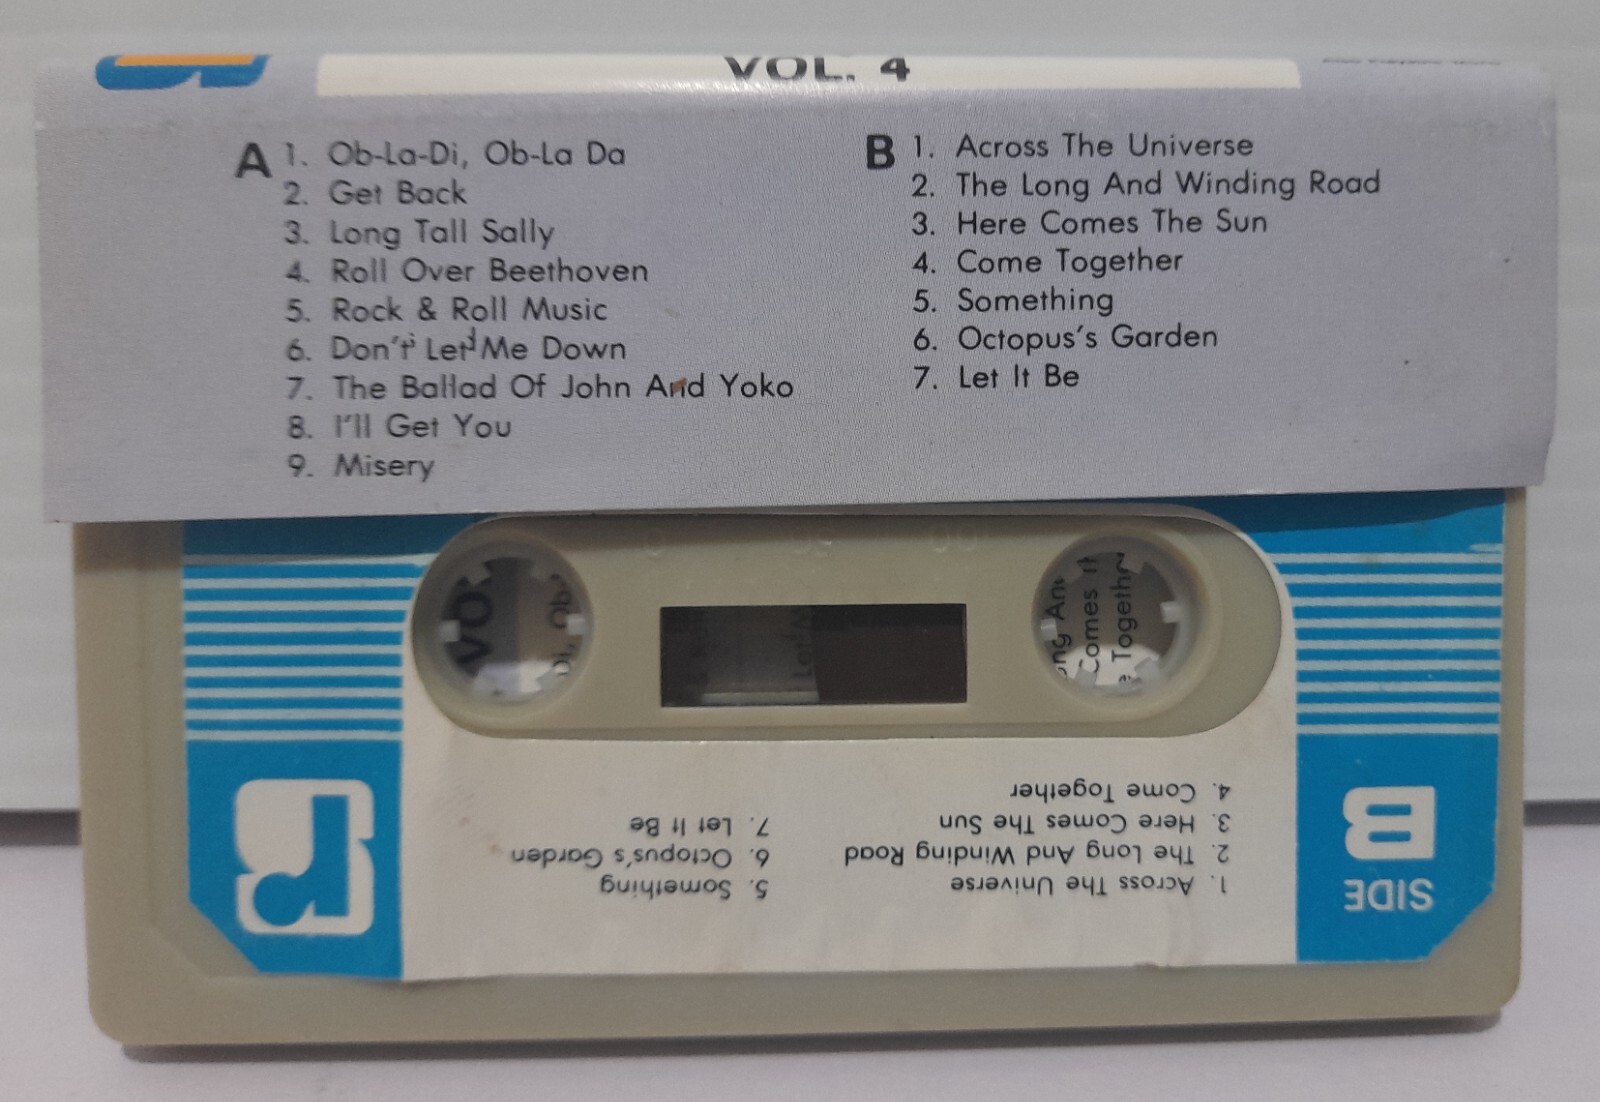 VOL. 4
A 1. Ob-La-Di, Ob-La Da
2. Get Back
3. Long Tall Sally
4. Roll Over Beethoven
5. Rock & Roll Music
6. Don't Let Me Down
7. The Ballad Of John And Yoko
8. I'll Get You
9. Misery
B 1. Across The Universe
2. The Long And Winding Road
3. Here Comes The Sun
4. Come Together
5. Something
6. Octopus's Garden
7. Let It Be
SIDE
B
1. Across The Universe
2. The Long And Winding Road
3. Here Comes The Sun
4. Come Together
5. Something
6. Octopus's Garden
7. Let It Be